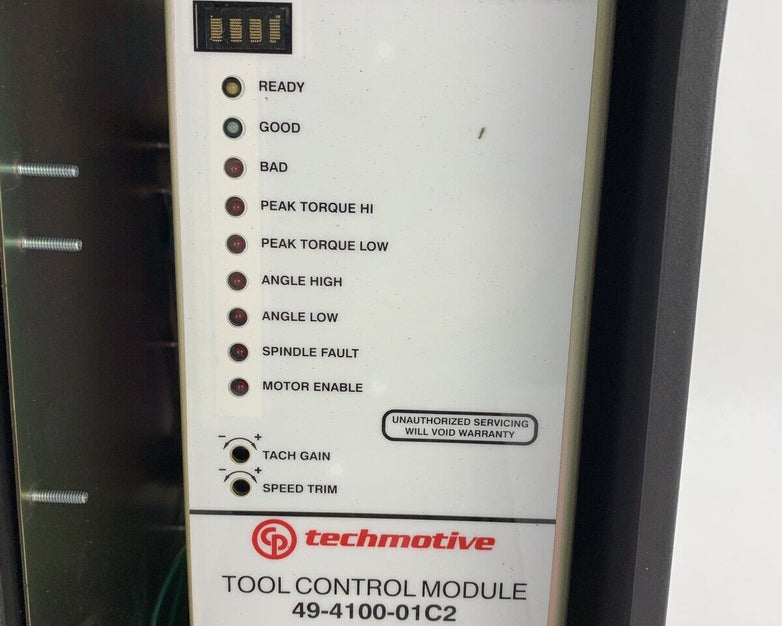 READY
GOOD
BAD
PEAK TORQUE HI
PEAK TORQUE LOW
ANGLE HIGH
ANGLE LOW
SPINDLE FAULT
MOTOR ENABLE
UNAUTHORIZED SERVICING
WILL VOID WARRANTY
− +
TACH GAIN
− +
SPEED TRIM
CP techmotive
TOOL CONTROL MODULE
49-4100-01C2